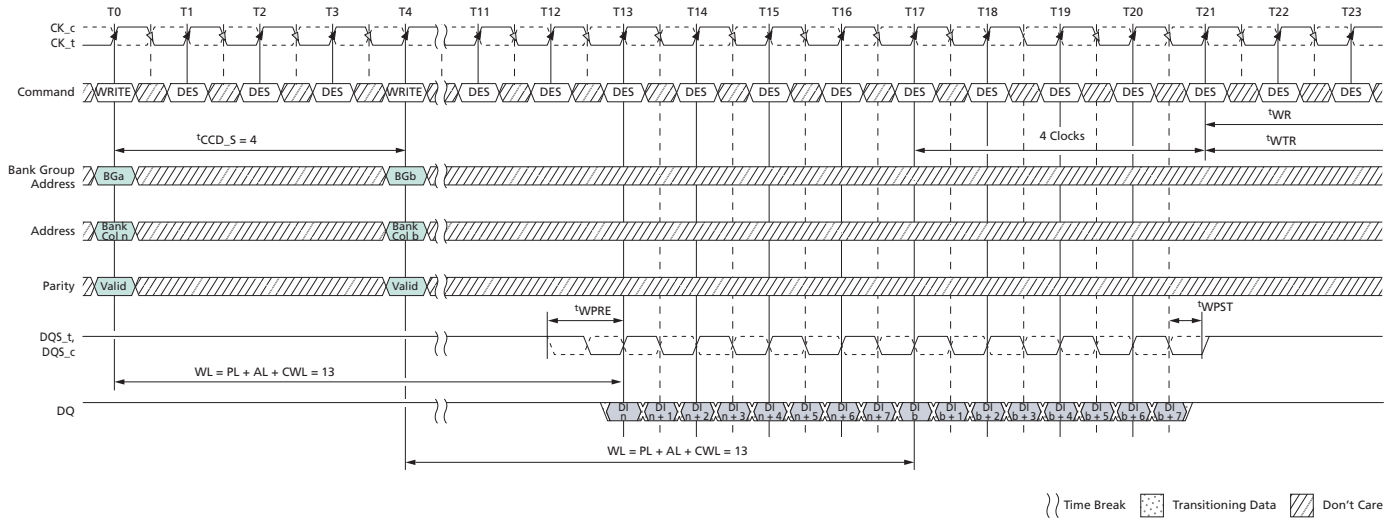 T0 T1 T2 T3 T4 T11 T12 T13 T14 T15 T16 T17 T18 T19 T20 T21 T22 T23
CK_c
CK_t
Command WRITE DES DES DES WRITE DES DES DES DES DES DES DES DES DES DES DES DES DES
tWR
tCCD_S = 4 4 Clocks tWTR
Bank Group
Address BGa BGb
Address Bank
Col n Bank
Col b
Parity Valid Valid
tWPRE tWPST
DQS_t,
DQS_c
WL = PL + AL + CWL = 13
DQ DI
n DI
n + 1 DI
n + 2 DI
n + 3 DI
n + 4 DI
n + 5 DI
n + 6 DI
n + 7 DI
b DI
b + 1 DI
b + 2 DI
b + 3 DI
b + 4 DI
b + 5 DI
b + 6 DI
b + 7
WL = PL + AL + CWL = 13
Time Break Transitioning Data Don't Care